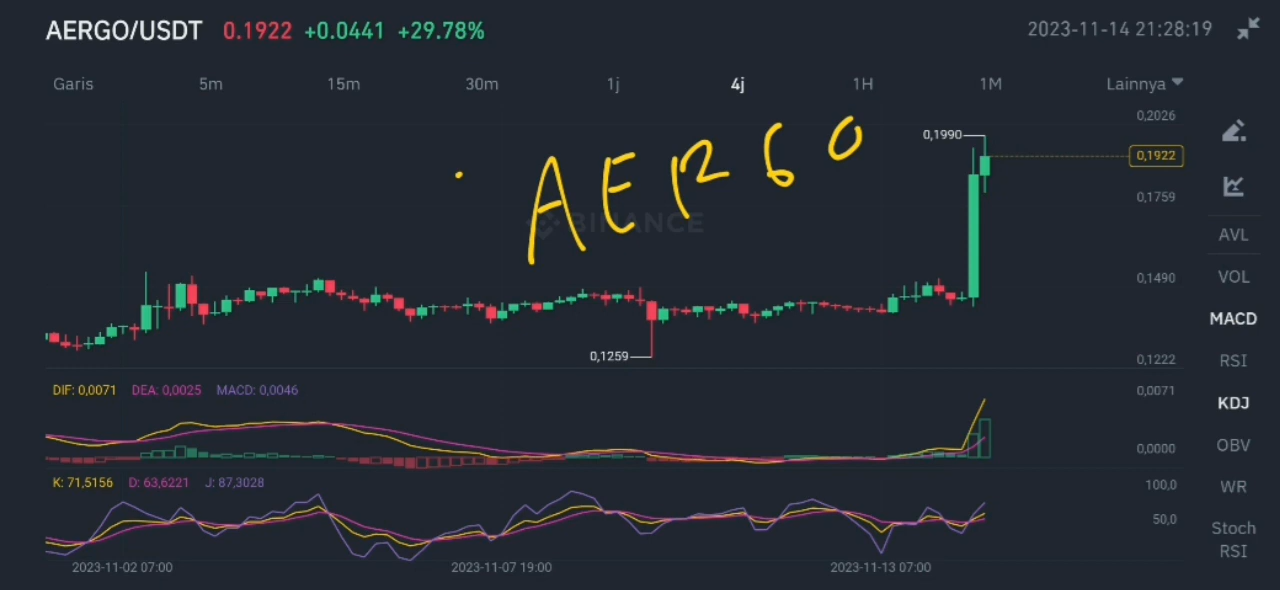 AERGO/USDT 0.1922 +0.0441 +29.78% 2023-11-14 21:28:19
Garis 5m 15m 30m 1j 4j 1H 1M Lainnya
0,2026
0,1990
0,1922
AERGO
0,1759
BINANCE
AVL
0,1490
VOL
MACD
0,1259
0,1222
RSI
DIF: 0,0071 DEA: 0,0025 MACD: 0,0046
0,0071
KDJ
0,0000
OBV
K: 71,5156 D: 63,6221 J: 87,3028
100,0
WR
50,0
Stoch
RSI
2023-11-02 07:00 2023-11-07 19:00 2023-11-13 07:00